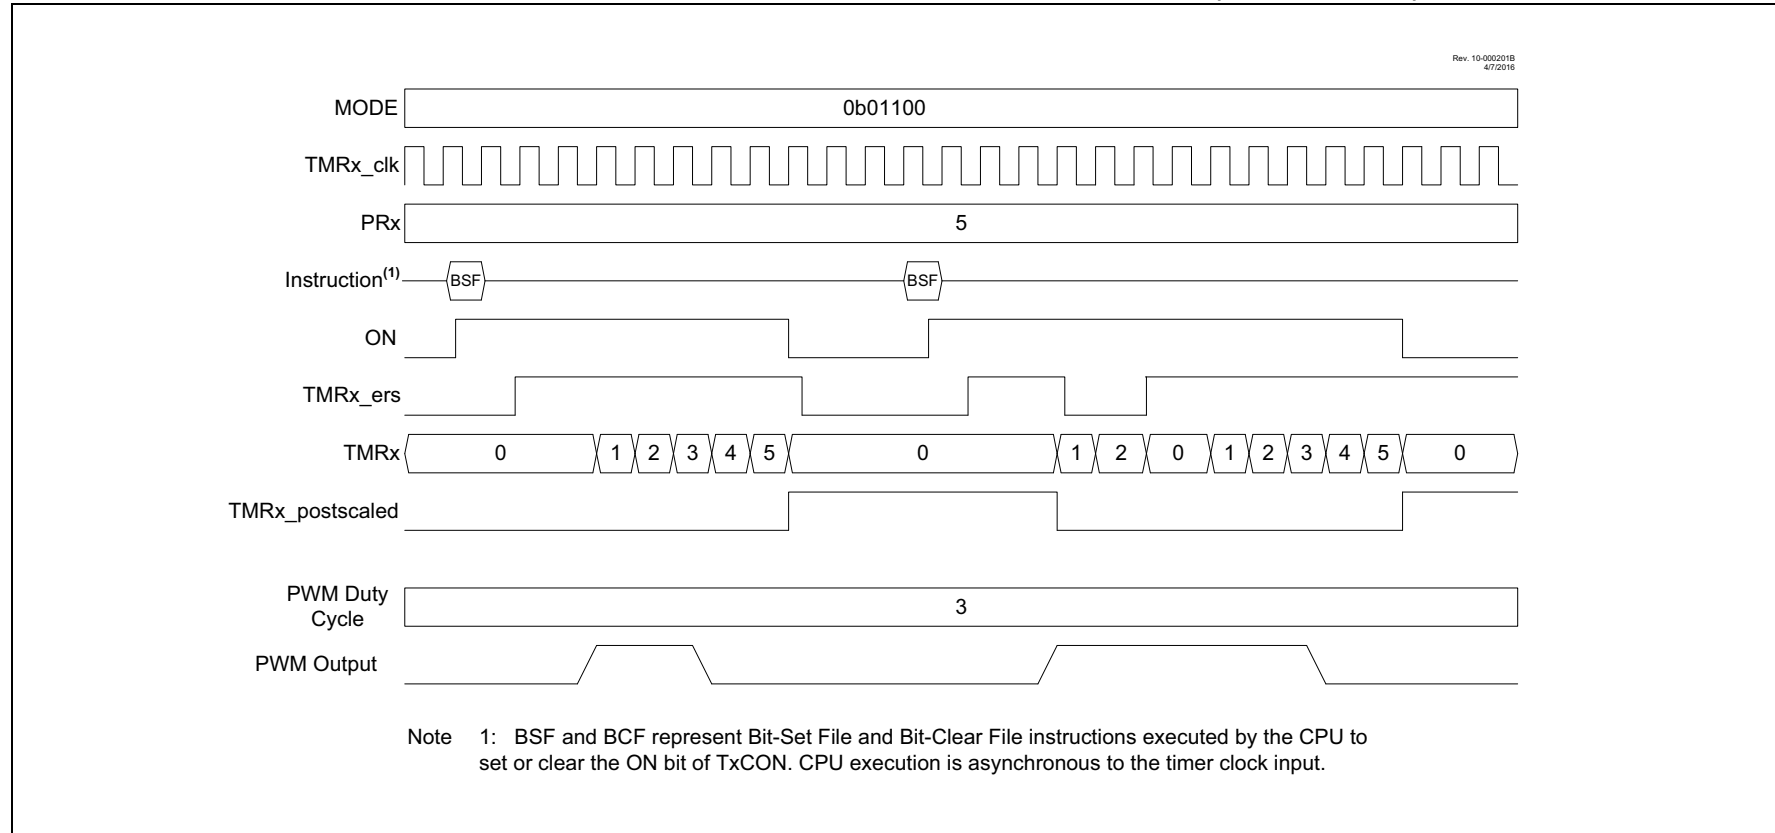 Rev. 10-000201B
4/7/2016
MODE 0b01100
TMRx_clk
PRx 5
Instruction(1) BSF BSF
ON
TMRx_ers
TMRx 0 1 2 3 4 5 0 1 2 0 1 2 3 4 5 0
TMRx_postscaled
PWM Duty
Cycle 3
PWM Output
Note 1: BSF and BCF represent Bit-Set File and Bit-Clear File instructions executed by the CPU to
set or clear the ON bit of TxCON. CPU execution is asynchronous to the timer clock input.